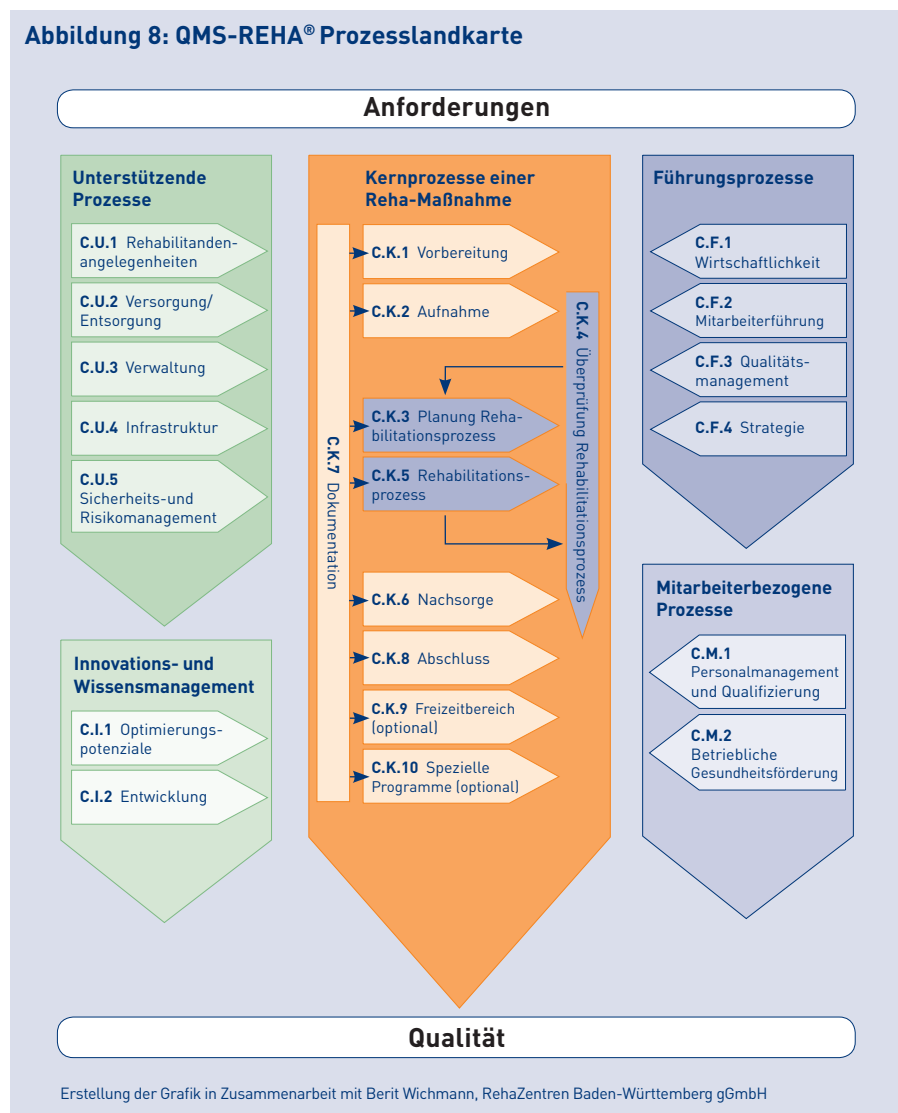 Abbildung 8: QMS-REHA® Prozesslandkarte
Anforderungen
Unterstützende
Prozesse
C.U.1 Rehabilitanden-
angelegenheiten
C.U.2 Versorgung/
Entsorgung
C.U.3 Verwaltung
C.U.4 Infrastruktur
C.U.5
Sicherheits-und
Risikomanagement
Innovations- und
Wissensmanagement
C.I.1 Optimierungs-
potenziale
C.I.2 Entwicklung
Kernprozesse einer
Reha-Maßnahme
C.K.7 Dokumentation
C.K.1 Vorbereitung
C.K.2 Aufnahme
C.K.4 Überprüfung Rehabilitationsprozess
C.K.3 Planung Reha-
bilitationsprozess
C.K.5 Rehabilitations-
prozess
C.K.6 Nachsorge
C.K.8 Abschluss
C.K.9 Freizeitbereich
(optional)
C.K.10 Spezielle
Programme (optional)
Führungsprozesse
C.F.1
Wirtschaftlichkeit
C.F.2
Mitarbeiterführung
C.F.3 Qualitäts-
management
C.F.4 Strategie
Mitarbeiterbezogene
Prozesse
C.M.1
Personalmanagement
und Qualifizierung
C.M.2
Betriebliche
Gesundheitsförderung
Qualität
Erstellung der Grafik in Zusammenarbeit mit Berit Wichmann, RehaZentren Baden-Württemberg gGmbH